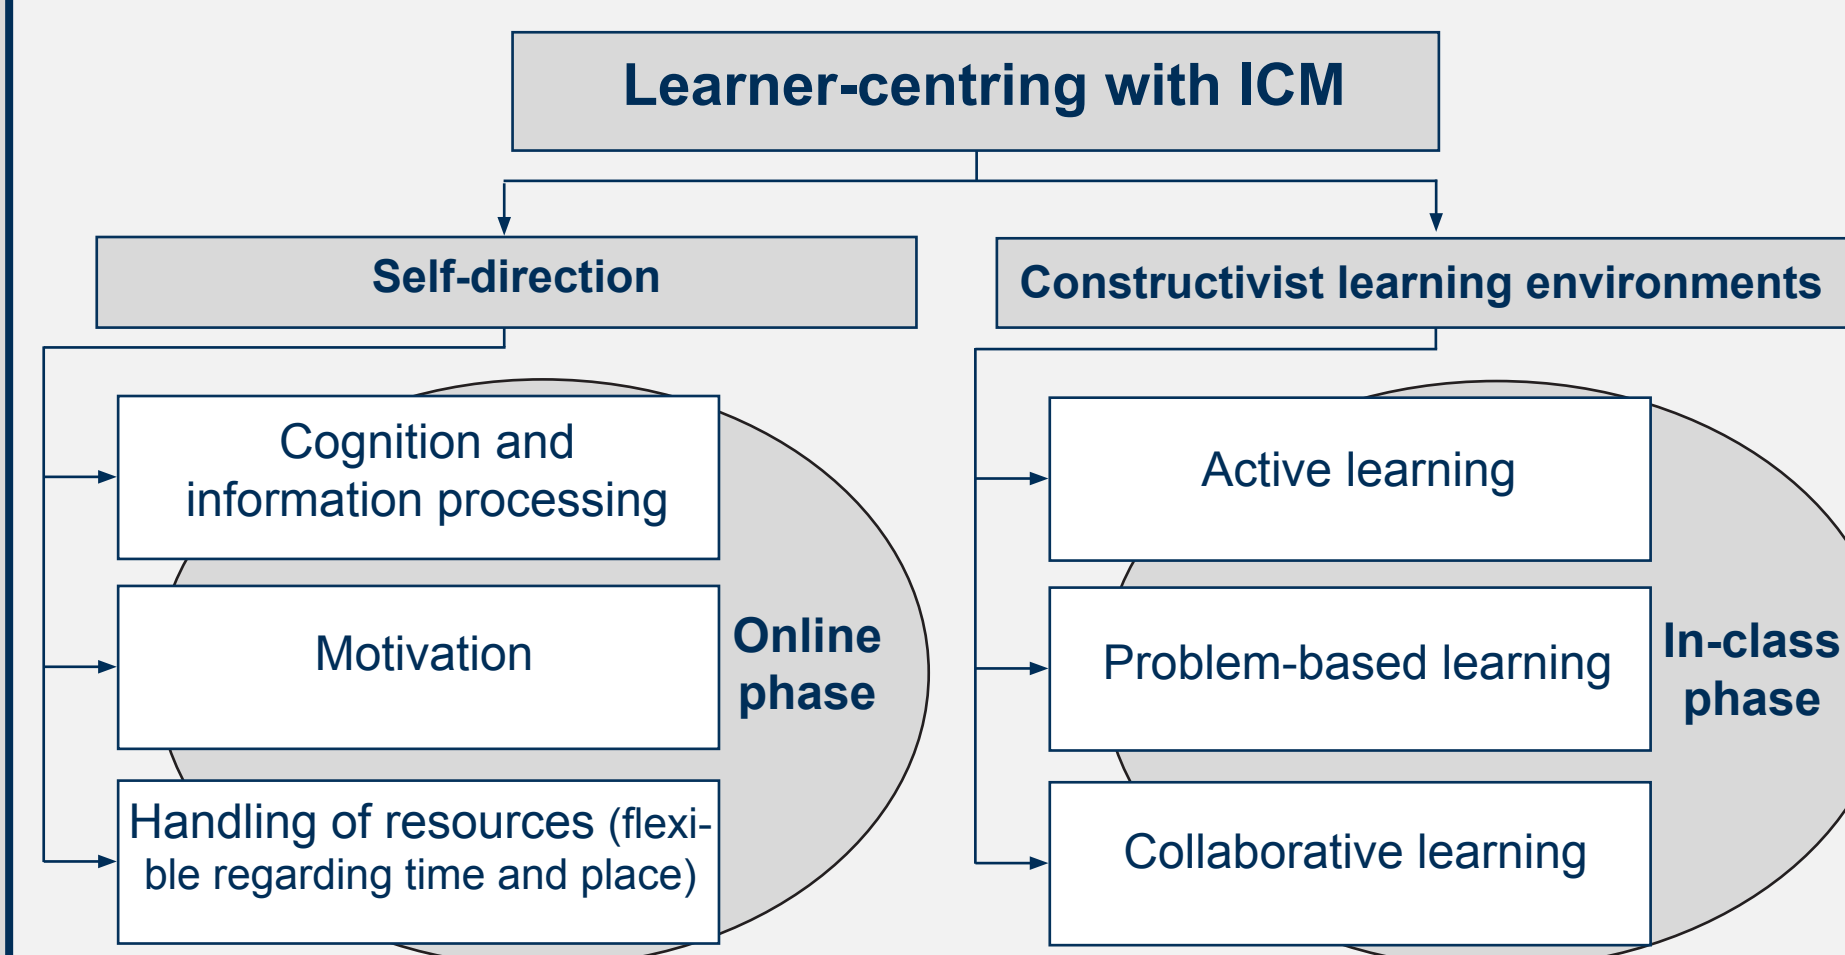 Learner-centring with ICM
Self-direction
Cognition and
information processing
Motivation
Handling of resources (flexi-
ble regarding time and place)
Online
phase
Constructivist learning environments
Active learning
Problem-based learning
Collaborative learning
In-class
phase